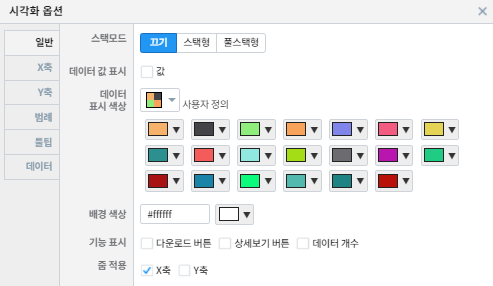 시각화 옵션
일반
X축
Y축
범례
툴팁
데이터
스택모드
끄기
스택형
풀스택형
데이터 값 표시
값
데이터
표시 색상
사용자 정의
배경 색상
#ffffff
기능 표시
다운로드 버튼
상세보기 버튼
데이터 개수
줌 적용
X축
Y축